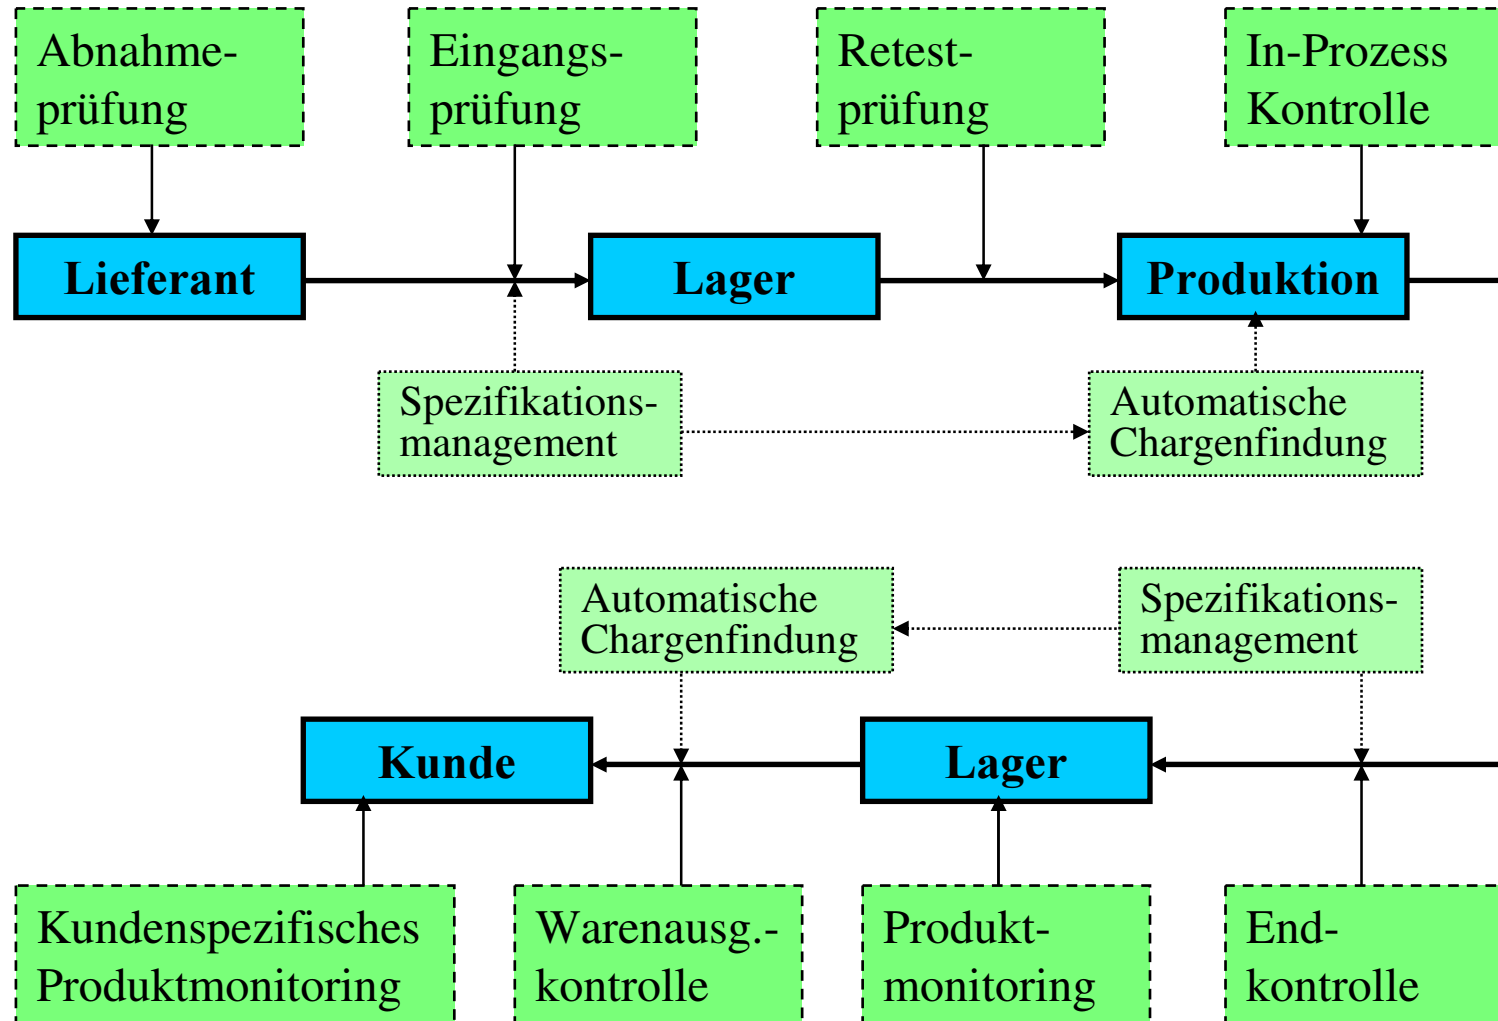 Abnahme-
prüfung
Eingangs-
prüfung
Retest-
prüfung
In-Prozess
Kontrolle
Lieferant
Lager
Produktion
Spezifikations-
management
Automatische
Chargenfindung
Automatische
Chargenfindung
Spezifikations-
management
Kunde
Lager
Kundenspezifisches
Produktmonitoring
Warenausg.-
kontrolle
Produkt-
monitoring
End-
kontrolle